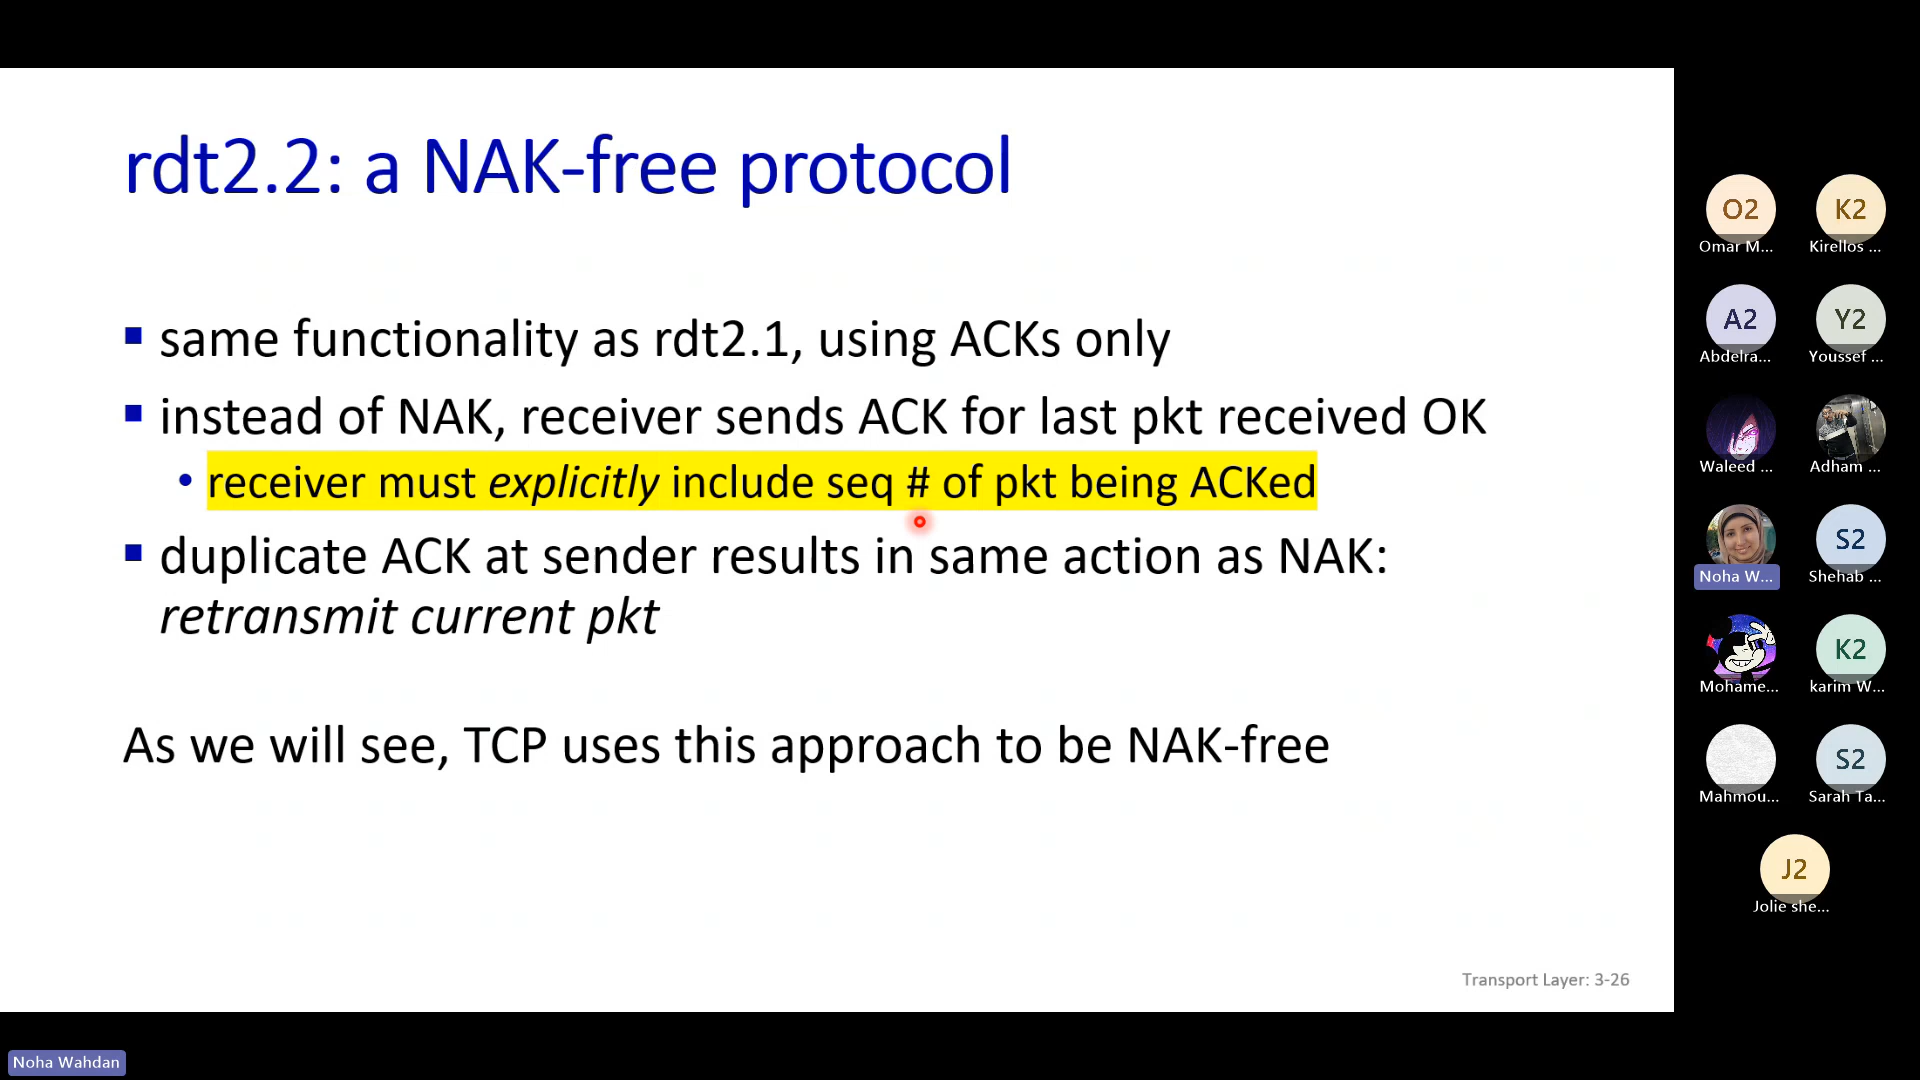 rdt2.2: a NAK-free protocol
▪ same functionality as rdt2.1, using ACKs only
▪ instead of NAK, receiver sends ACK for last pkt received OK
• receiver must explicitly include seq # of pkt being ACKed
▪ duplicate ACK at sender results in same action as NAK:
retransmit current pkt
As we will see, TCP uses this approach to be NAK-free
Transport Layer: 3-26
O2
Omar M...
K2
Kirellos ...
A2
Abdelra...
Y2
Youssef ...
Waleed ...
Adham ...
Noha W...
S2
Shehab ...
Mohame...
K2
karim W...
Mahmou...
S2
Sarah Ta...
J2
Jolie she...
Noha Wahdan